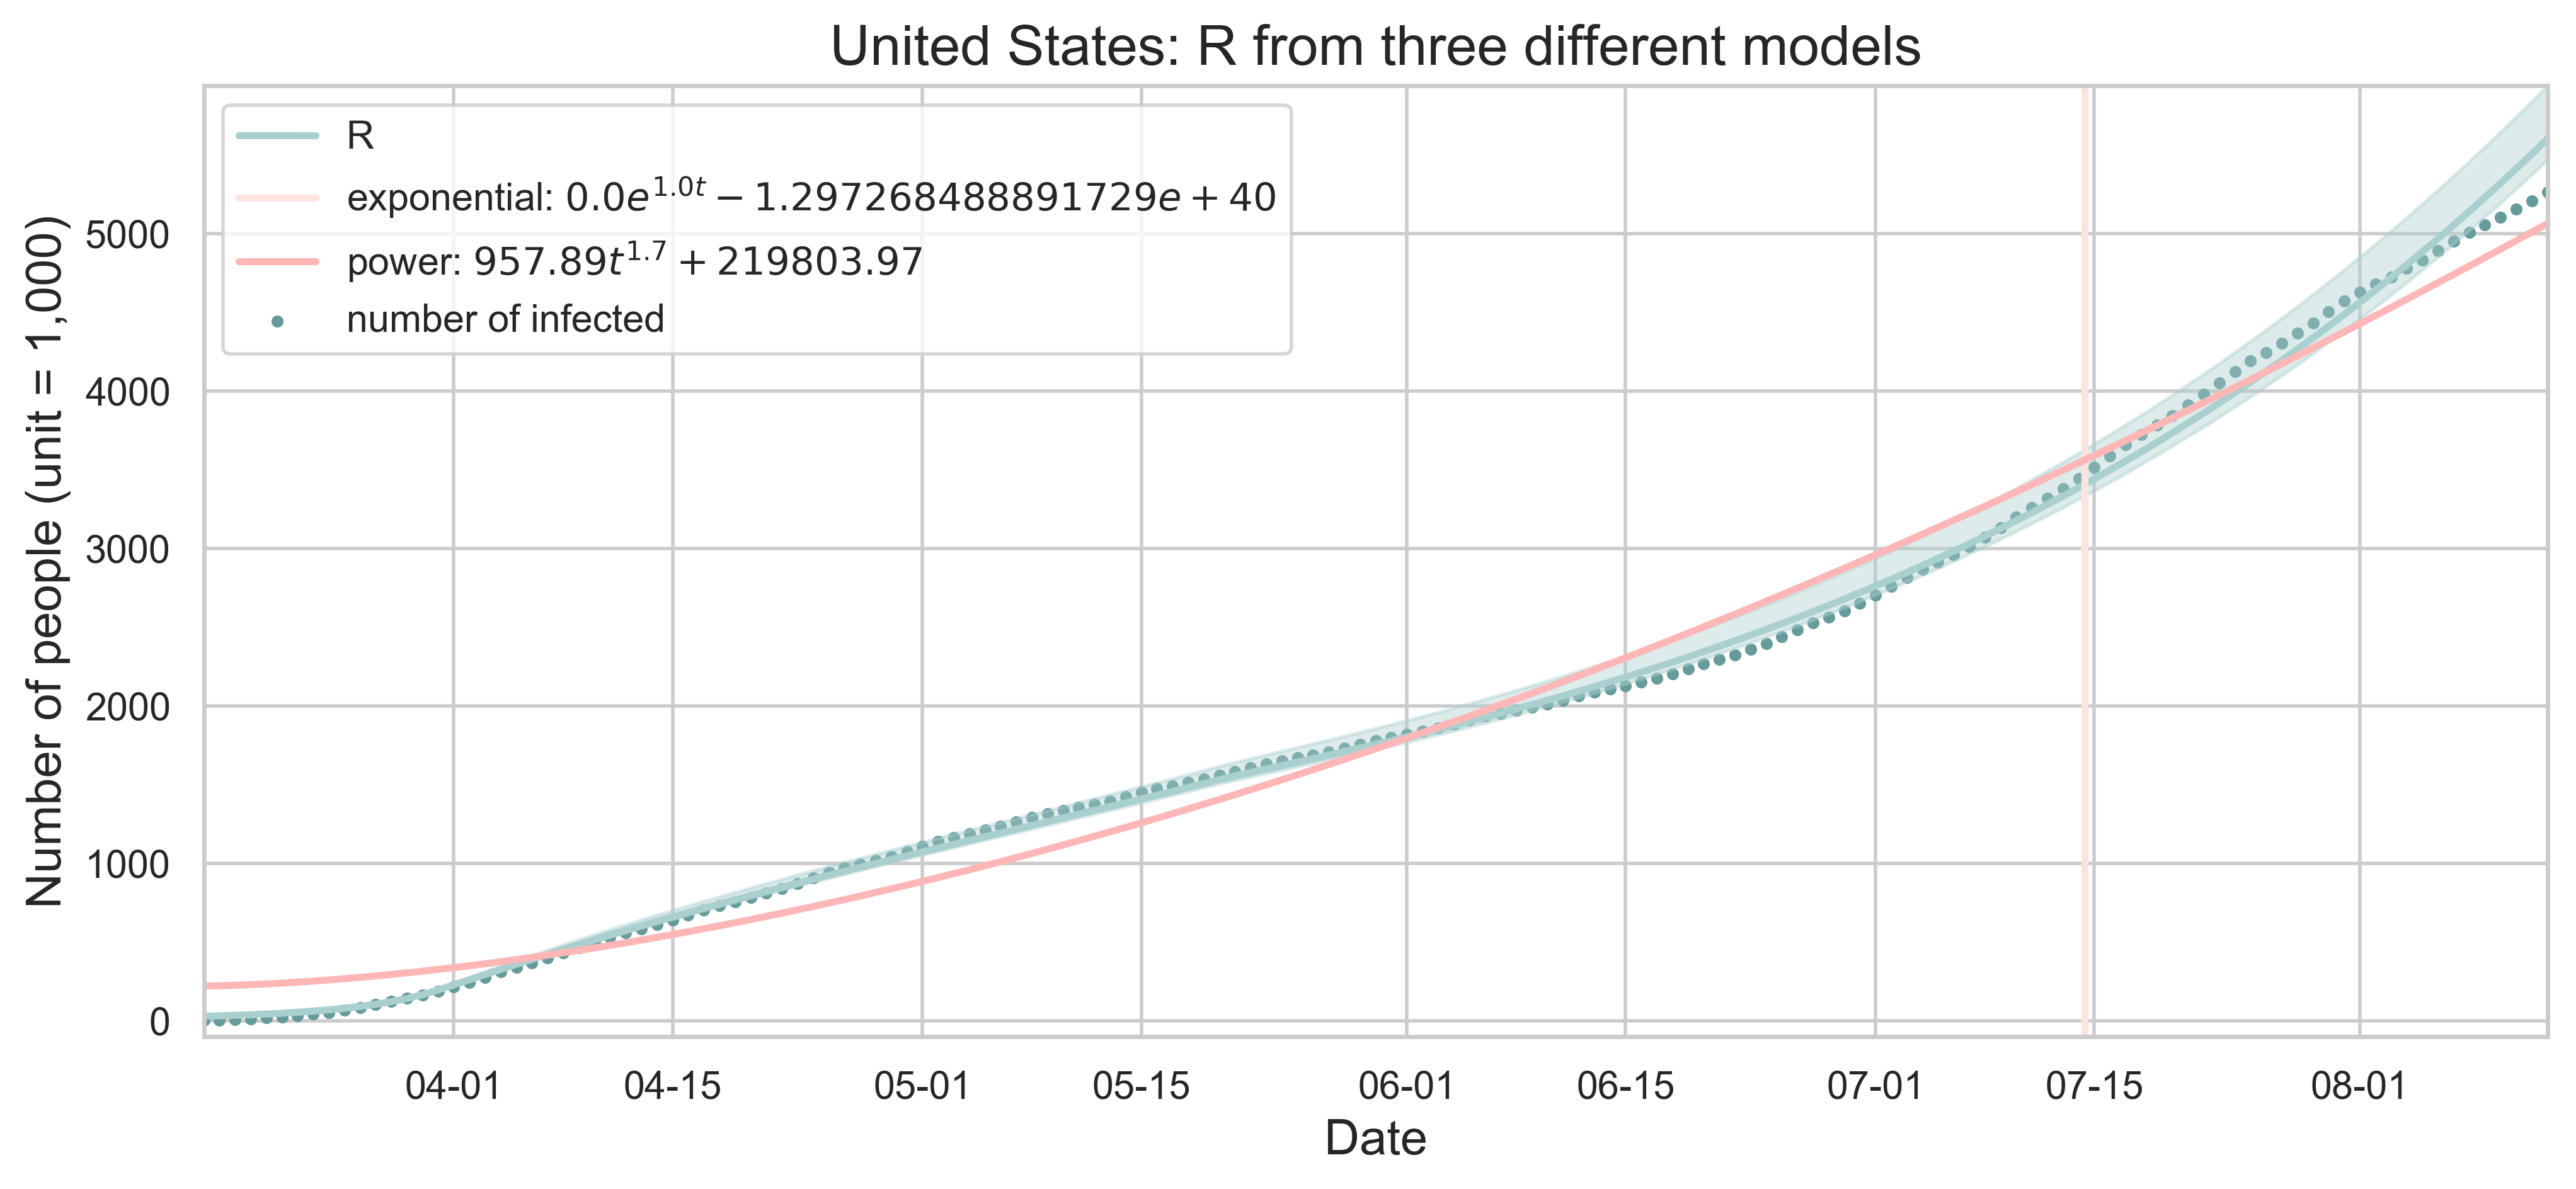 United States: R from three different models
R
exponential: 0.0e^{1.0t} − 1.297268488891729e + 40
power: 957.89t^{1.7} + 219803.97
number of infected
Number of people (unit = 1,000)
5000
4000
3000
2000
1000
0
04-01 04-15 05-01 05-15 06-01 06-15 07-01 07-15 08-01
Date